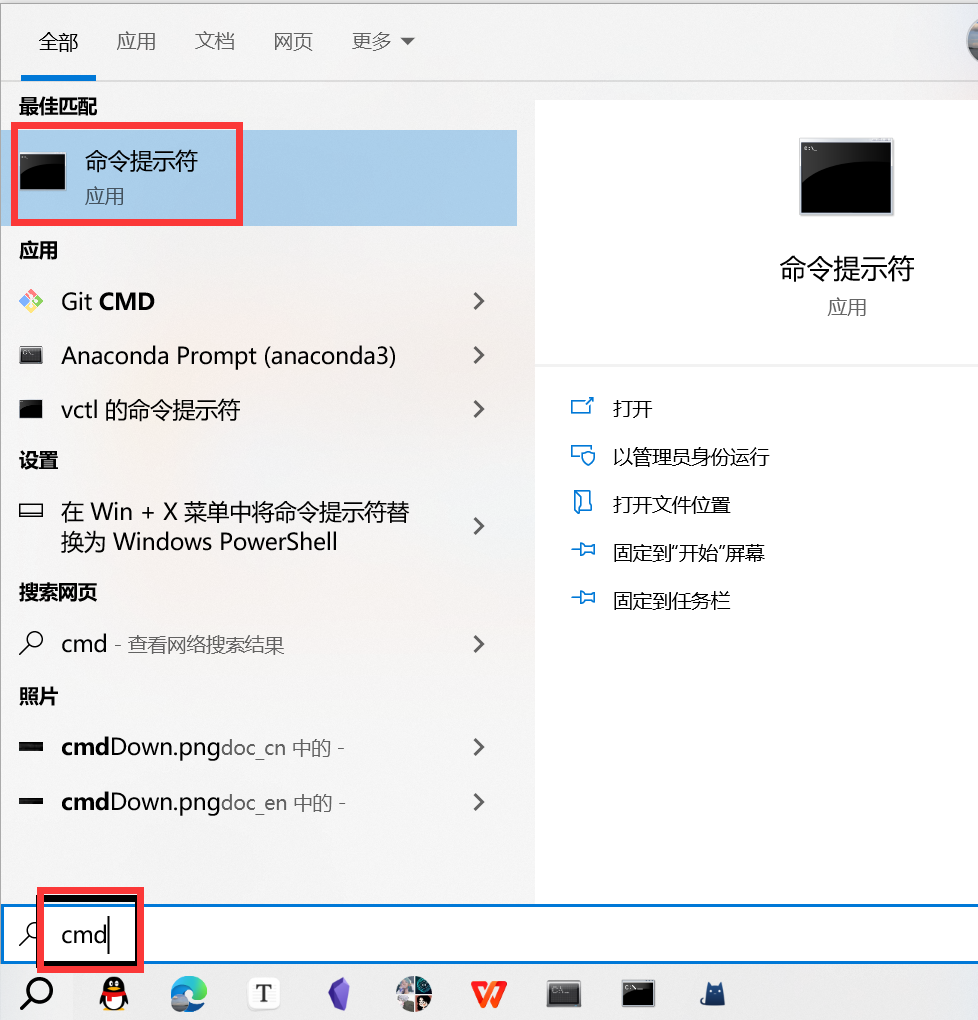 全部 应用 文档 网页 更多
最佳匹配
命令提示符
应用
应用
Git CMD
Anaconda Prompt (anaconda3)
vctl 的命令提示符
设置
在 Win + X 菜单中将命令提示符替
换为 Windows PowerShell
搜索网页
cmd - 查看网络搜索结果
照片
cmdDown.pngdoc_cn 中的 -
cmdDown.pngdoc_en 中的 -
C:\_
命令提示符
应用
打开
以管理员身份运行
打开文件位置
固定到“开始”屏幕
固定到任务栏
cmd
T